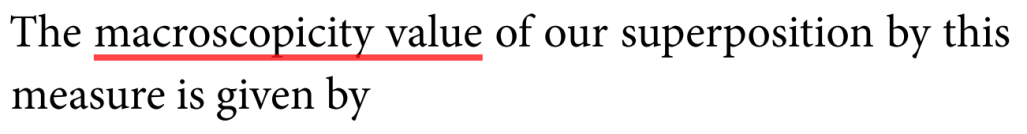 The macroscopicity value of our superposition by this
measure is given by